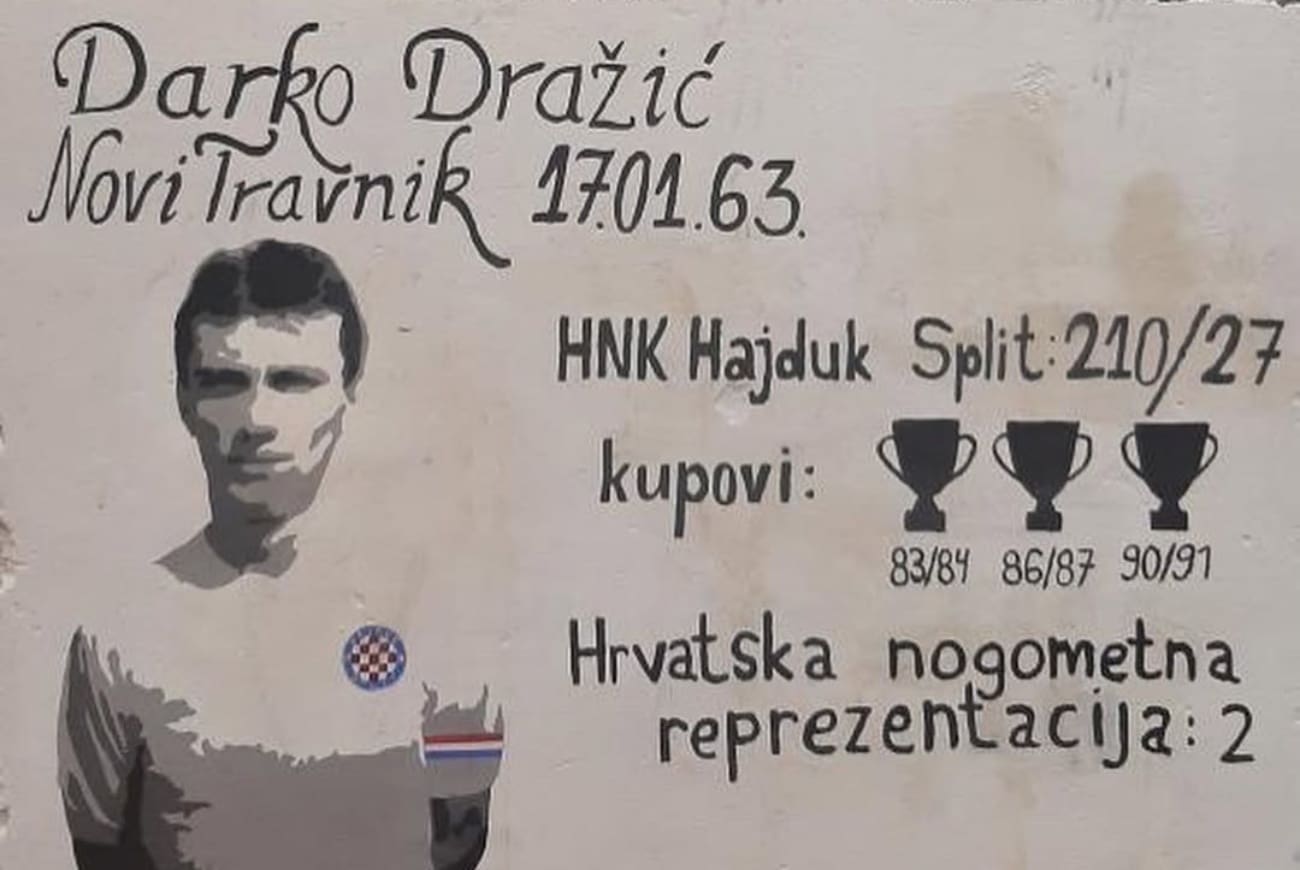 Darko Dražić
Novi Travnik 17.01.63.
HNK Hajduk Split: 210/27
kupovi:
83/84 86/87 90/91
Hrvatska nogometna
reprezentacija: 2